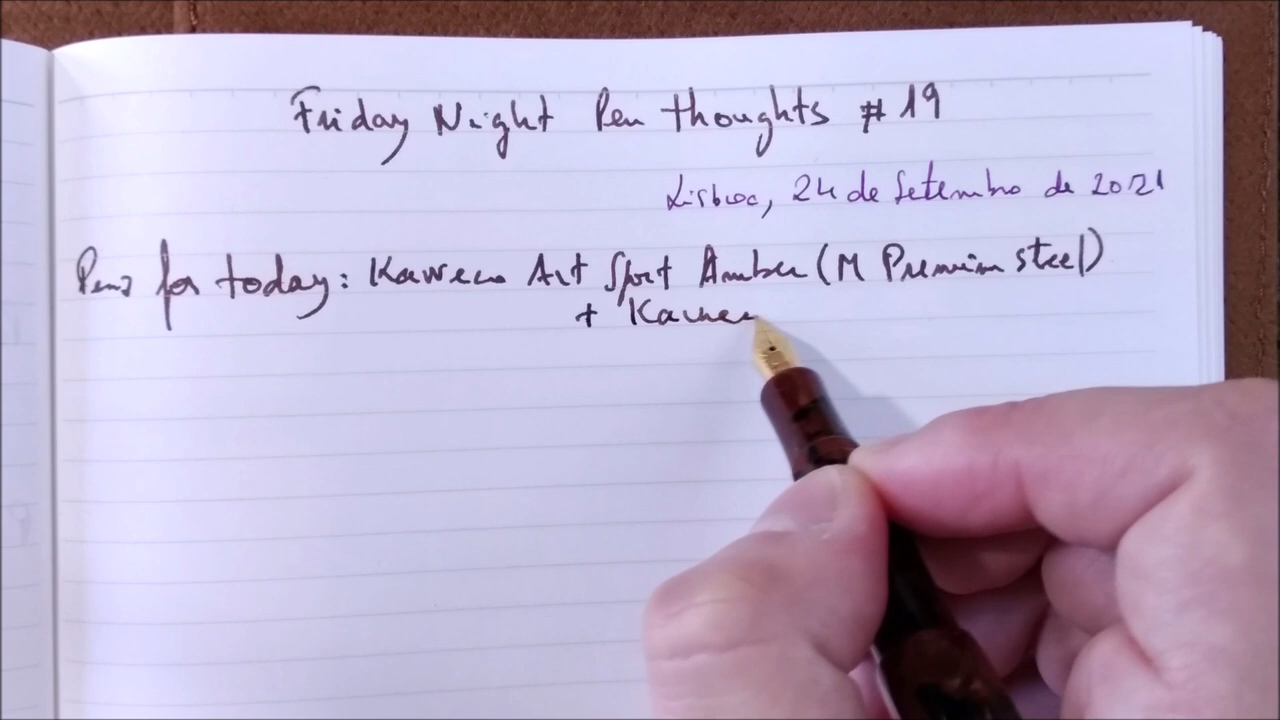 Friday Night Pen thoughts #19
Lisboa, 24 de Setembro de 2021
Pens for today: Kaweco Art Sport Amber (M Premium steel)
+ Kawe